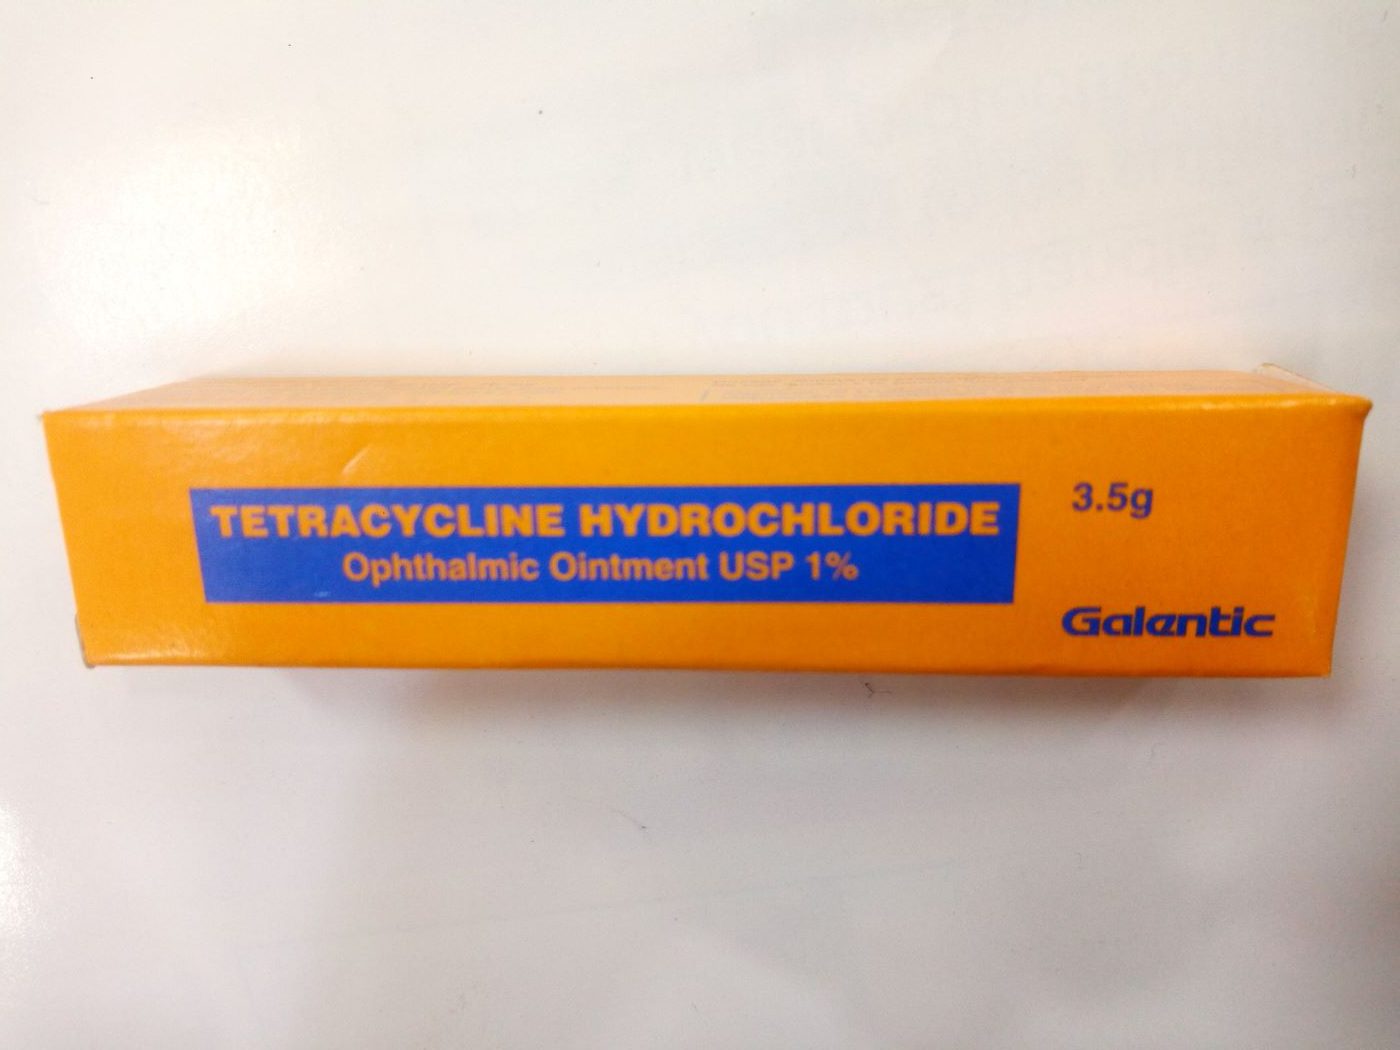 TETRACYCLINE HYDROCHLORIDE
Ophthalmic Ointment USP 1%
3.5g
Galentic